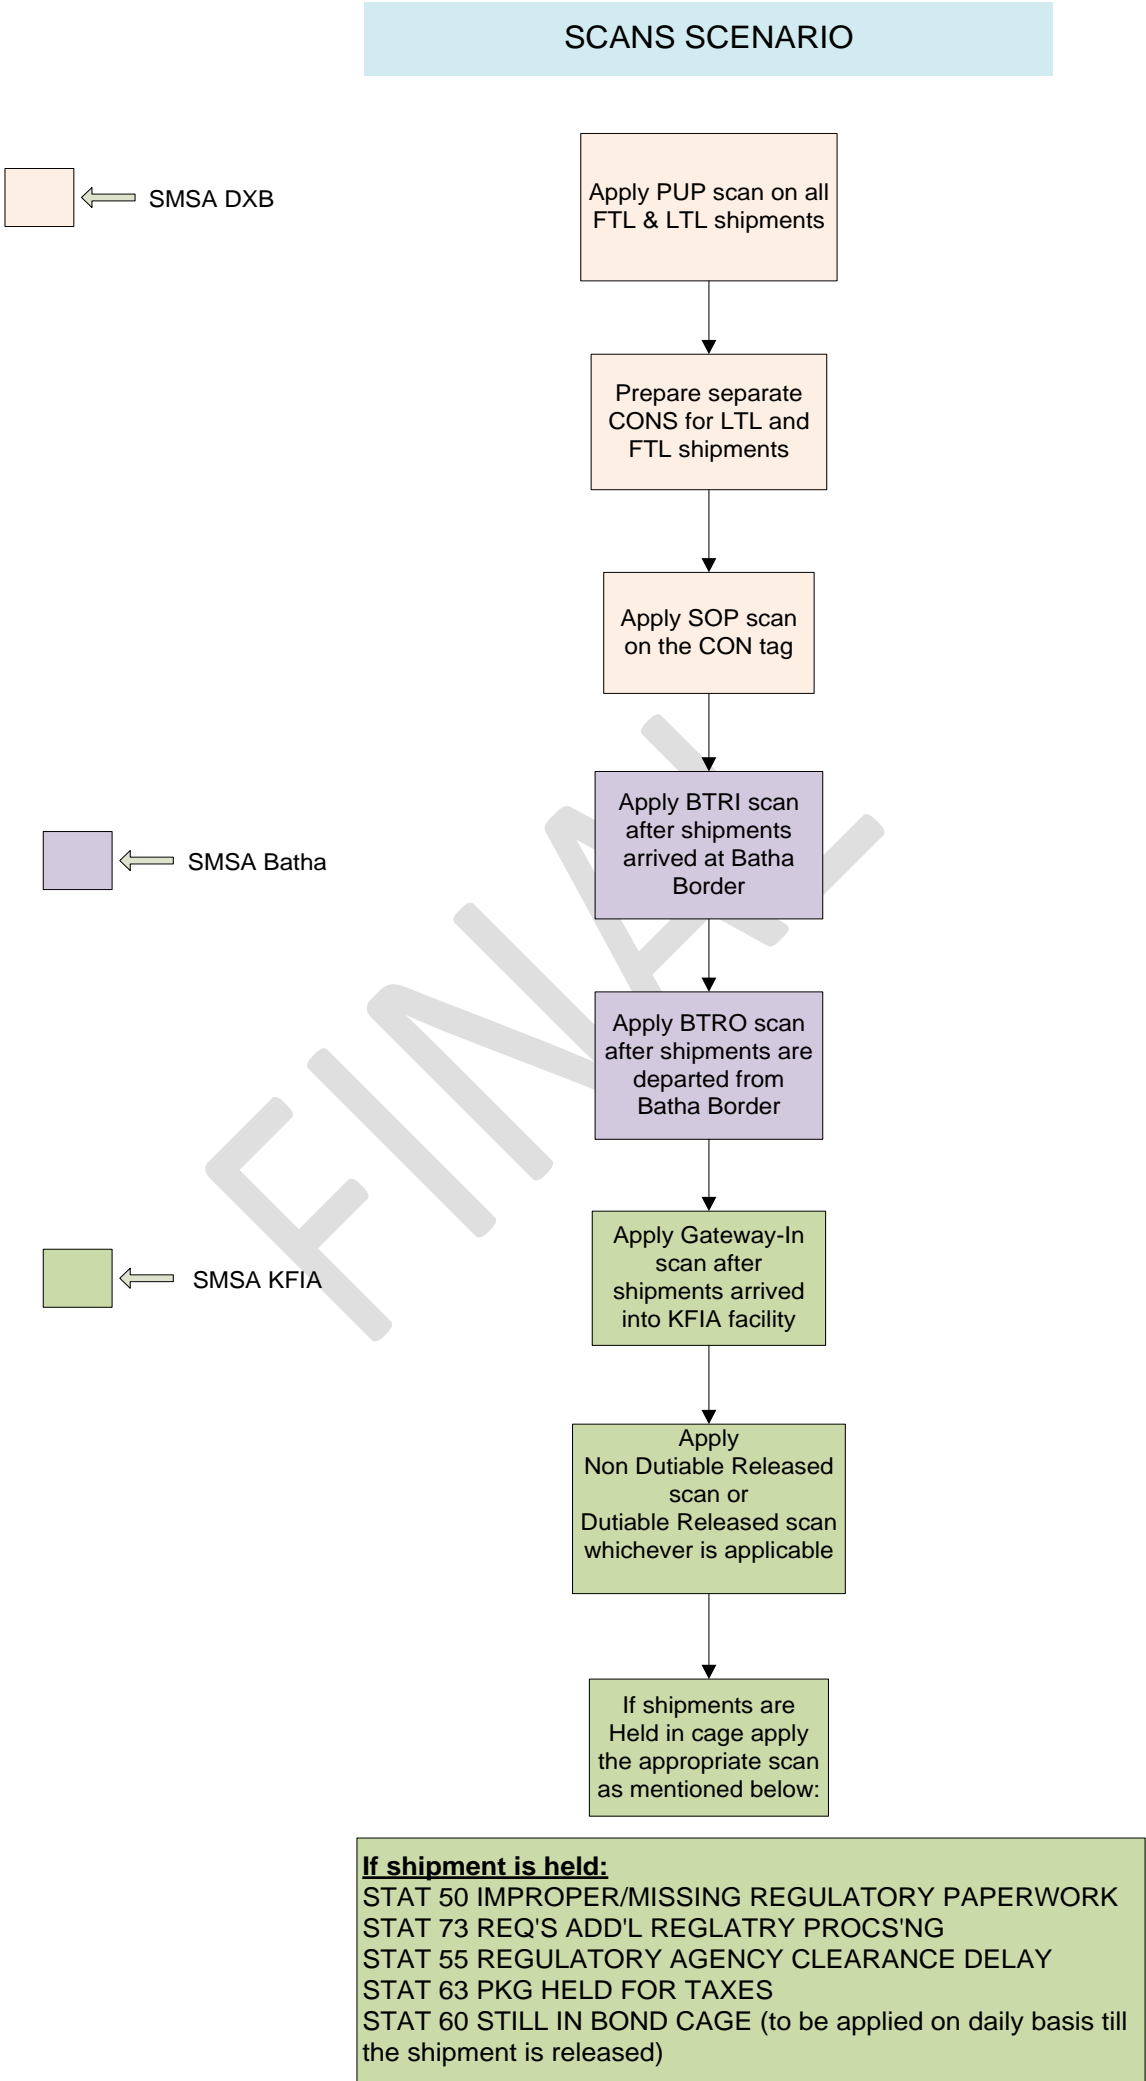 SCANS SCENARIO
SMSA DXB
Apply PUP scan on all
FTL & LTL shipments
Prepare separate
CONS for LTL and
FTL shipments
Apply SOP scan
on the CON tag
SMSA Batha
Apply BTRI scan
after shipments
arrived at Batha
Border
Apply BTRO scan
after shipments are
departed from
Batha Border
SMSA KFIA
Apply Gateway-In
scan after
shipments arrived
into KFIA facility
Apply
Non Dutiable Released
scan or
Dutiable Released scan
whichever is applicable
If shipments are
Held in cage apply
the appropriate scan
as mentioned below:
If shipment is held:
STAT 50 IMPROPER/MISSING REGULATORY PAPERWORK
STAT 73 REQ'S ADD'L REGLATRY PROCS'NG
STAT 55 REGULATORY AGENCY CLEARANCE DELAY
STAT 63 PKG HELD FOR TAXES
STAT 60 STILL IN BOND CAGE (to be applied on daily basis till
the shipment is released)
FINAL